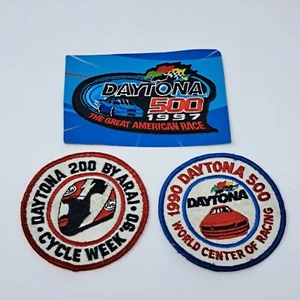 DAYTONA
500
1997
THE GREAT AMERICAN RACE
DAYTONA 200 BY ARAI •
CYCLE WEEK '90 •
1990 DAYTONA 500
DAYTONA
WORLD CENTER OF RACING